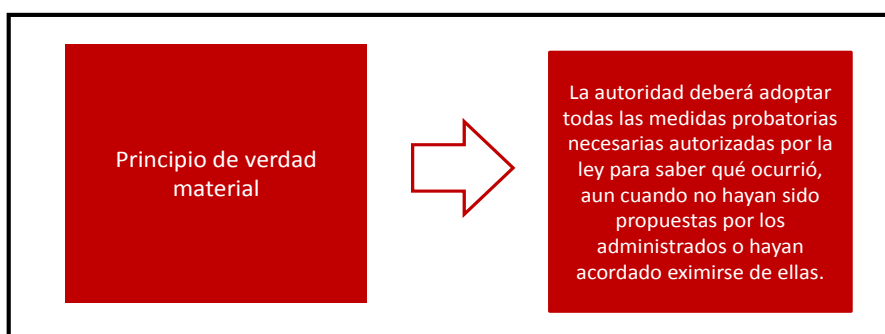 Principio de verdad
material
La autoridad deberá adoptar
todas las medidas probatorias
necesarias autorizadas por la
ley para saber qué ocurrió,
aun cuando no hayan sido
propuestas por los
administrados o hayan
acordado eximirse de ellas.